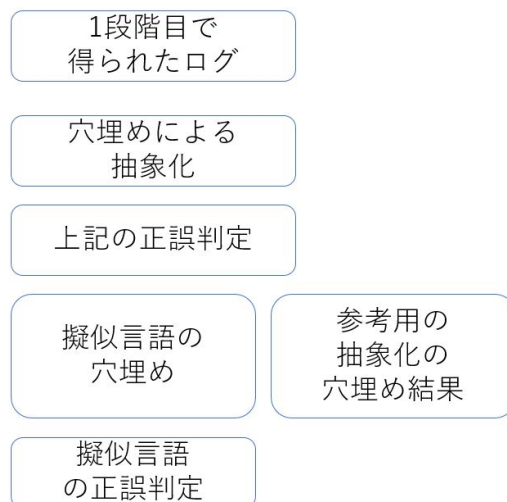 1段階目で
得られたログ
穴埋めによる
抽象化
上記の正誤判定
擬似言語の
穴埋め
参考用の
抽象化の
穴埋め結果
擬似言語
の正誤判定